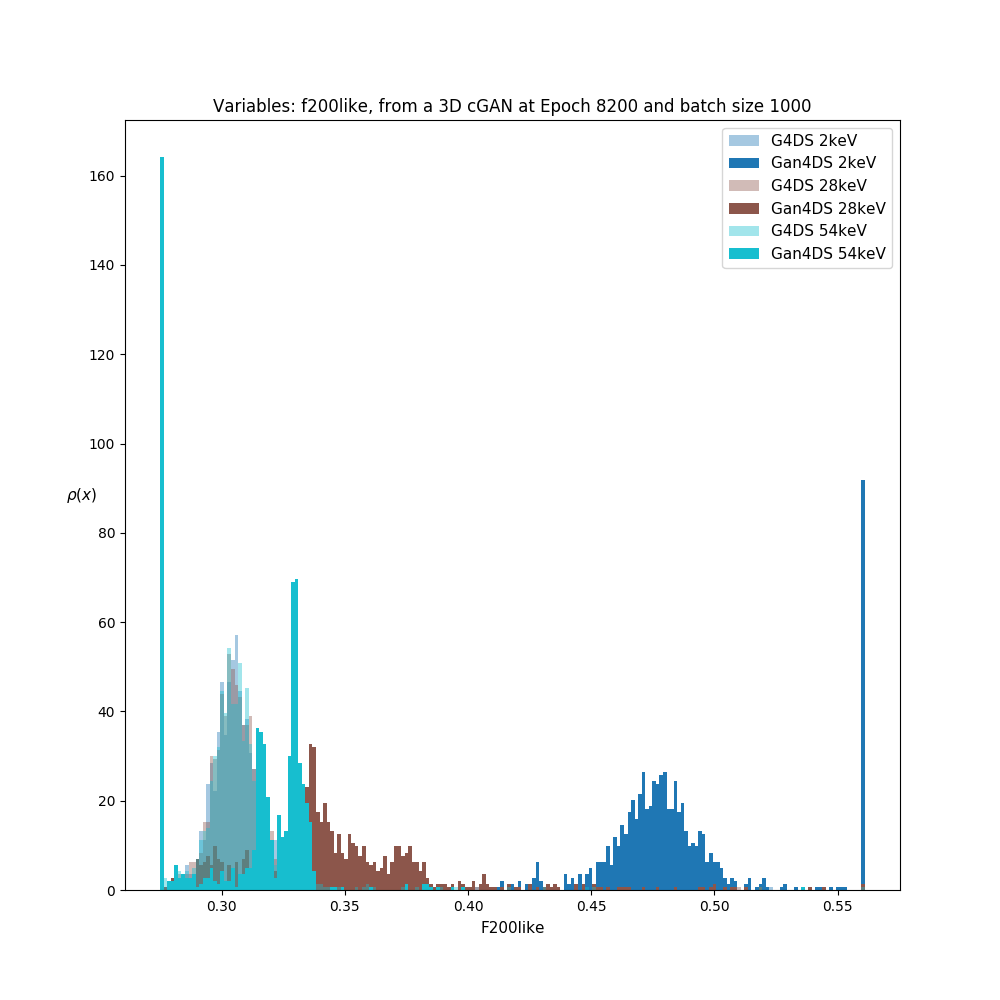 Variables: f200like, from a 3D cGAN at Epoch 8200 and batch size 1000
G4DS 2keV
Gan4DS 2keV
G4DS 28keV
Gan4DS 28keV
G4DS 54keV
Gan4DS 54keV
160
140
120
100
80
60
40
20
0
ρ(x)
0.30 0.35 0.40 0.45 0.50 0.55
F200like